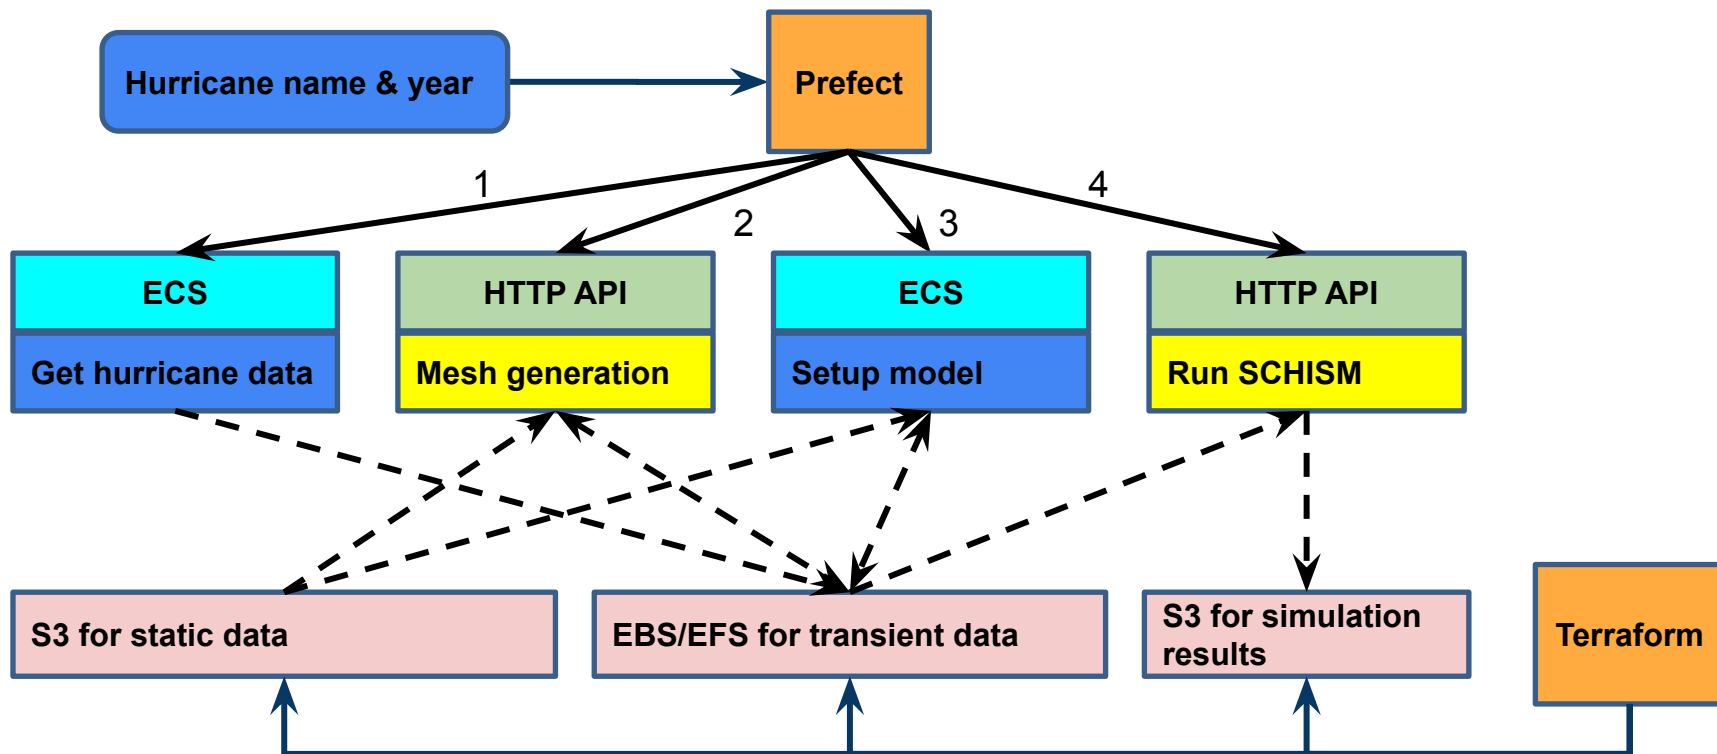 Hurricane name & year
Prefect
1
2
3
4
ECS
HTTP API
ECS
HTTP API
Get hurricane data
Mesh generation
Setup model
Run SCHISM
S3 for static data
EBS/EFS for transient data
S3 for simulation
results
Terraform